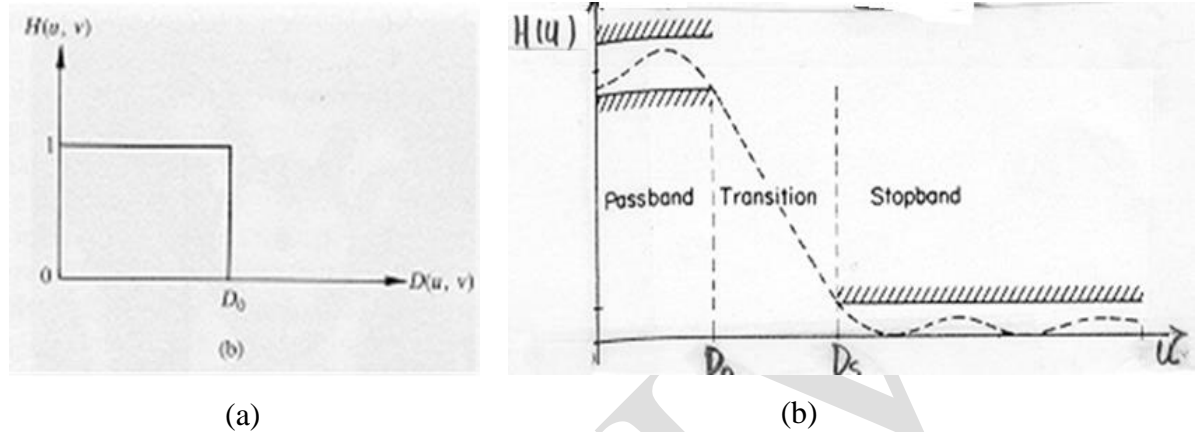 H(u, v)
1
0
D₀
D(u, v)
(b)
H(u)
Passband
Transition
Stopband
D₀
Dₛ
u
(a)
(b)